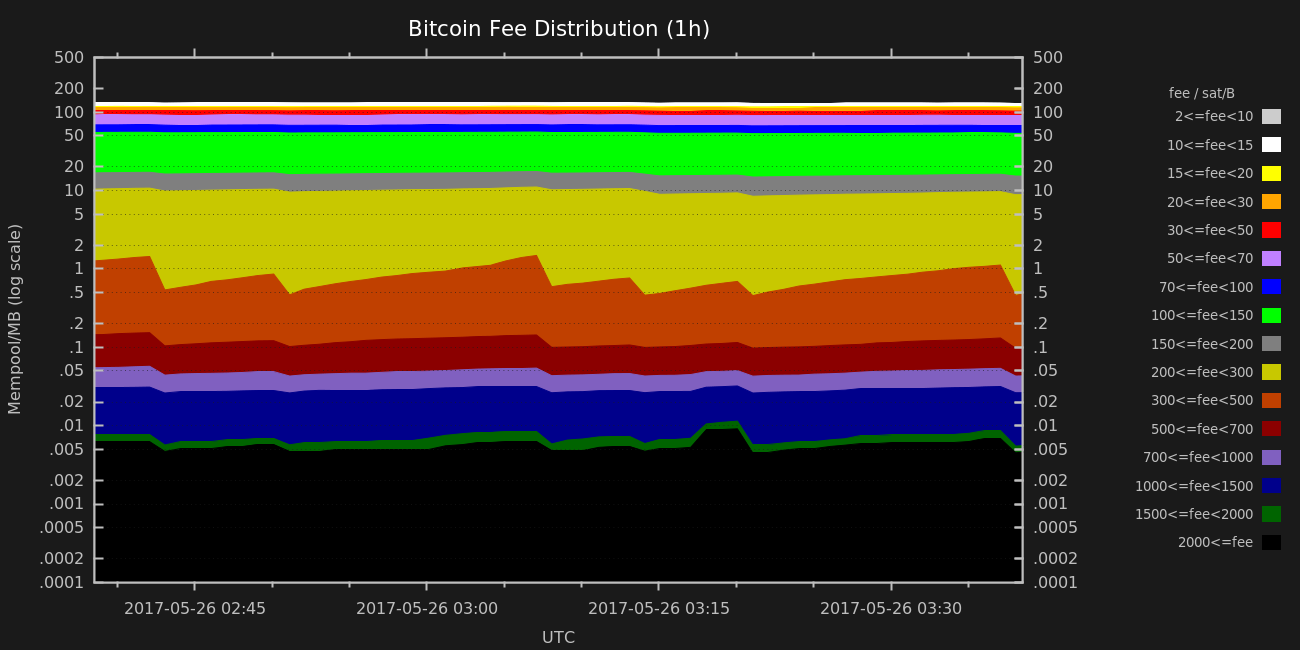 Bitcoin Fee Distribution (1h)
500
200
100
50
20
10
5
2
1
.5
.2
.1
.05
.02
.01
.005
.002
.001
.0005
.0002
.0001
Mempool/MB (log scale)
500
200
100
50
20
10
5
2
1
.5
.2
.1
.05
.02
.01
.005
.002
.001
.0005
.0002
.0001
2017-05-26 02:45
2017-05-26 03:00
2017-05-26 03:15
2017-05-26 03:30
UTC
fee / sat/B
2<=fee<10
10<=fee<15
15<=fee<20
20<=fee<30
30<=fee<50
50<=fee<70
70<=fee<100
100<=fee<150
150<=fee<200
200<=fee<300
300<=fee<500
500<=fee<700
700<=fee<1000
1000<=fee<1500
1500<=fee<2000
2000<=fee